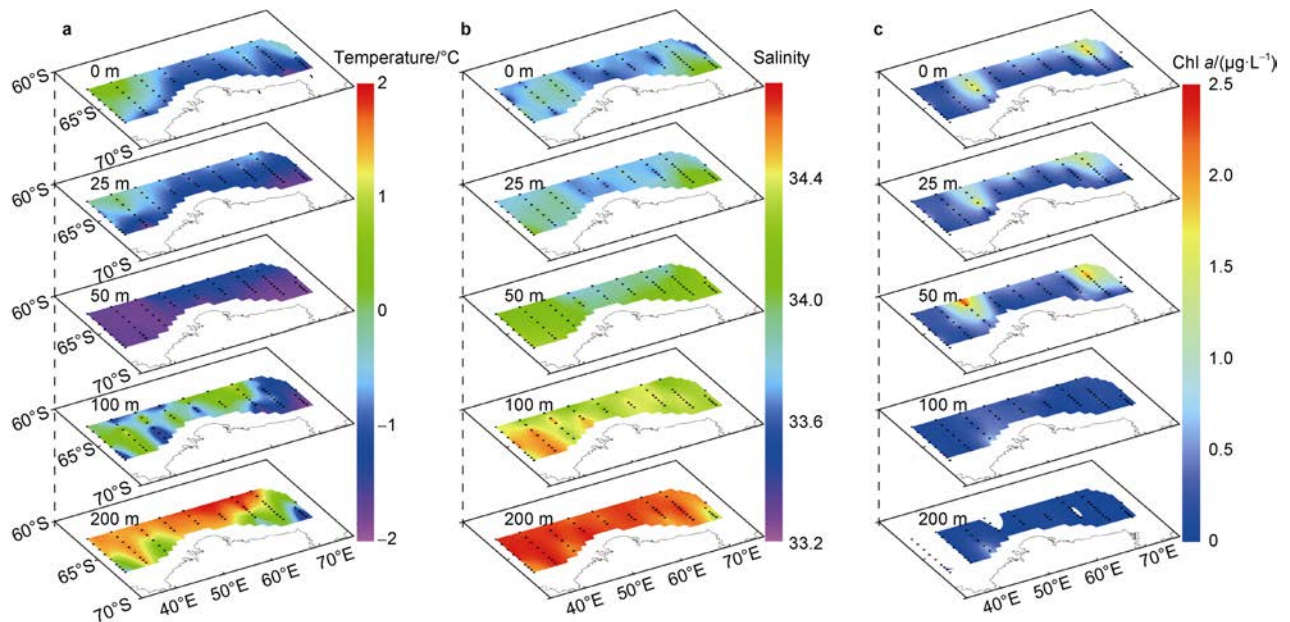 a
Temperature/°C
0 m
25 m
50 m
100 m
200 m
60°S
65°S
70°S
60°S
65°S
70°S
60°S
65°S
70°S
60°S
65°S
70°S
60°S
65°S
70°S
40°E
50°E
60°E
70°E
2
1
0
−1
−2
b
Salinity
0 m
25 m
50 m
100 m
200 m
40°E
50°E
60°E
70°E
34.4
34.0
33.6
33.2
c
Chl a/(μg·L−1)
0 m
25 m
50 m
100 m
200 m
40°E
50°E
60°E
70°E
2.5
2.0
1.5
1.0
0.5
0